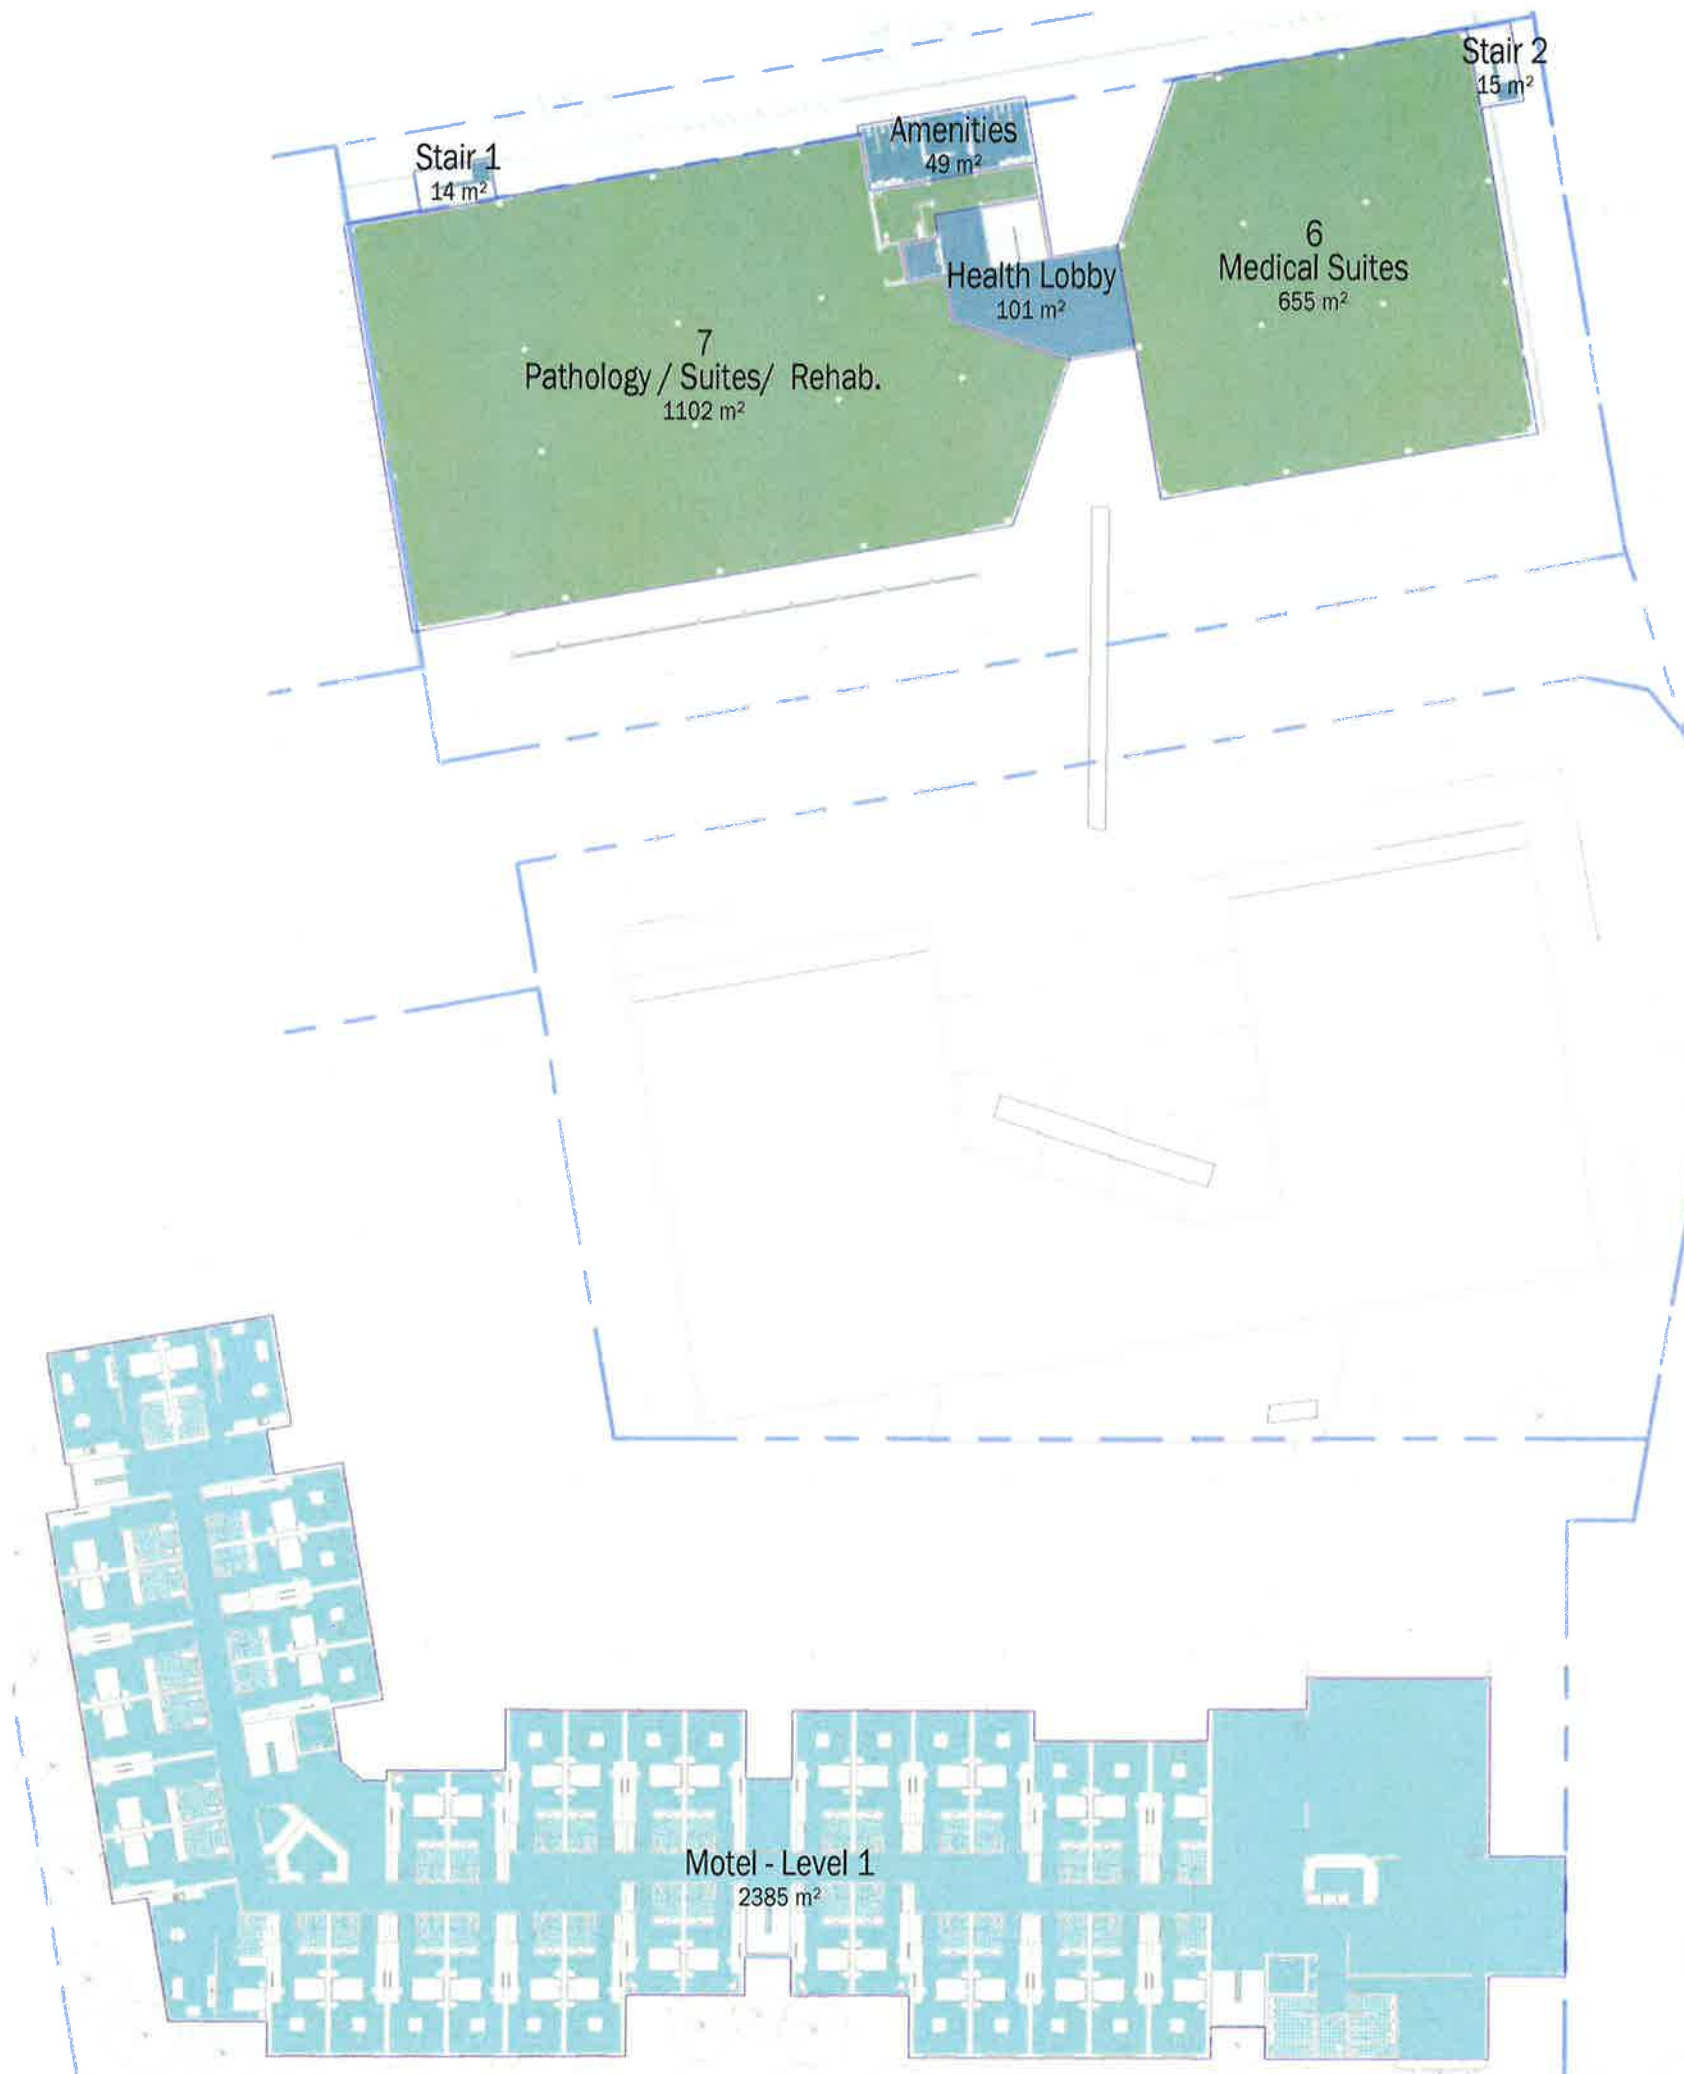 Stair 2
15 m²
Amenities
49 m²
Stair 1
14 m²
6
Medical Suites
655 m²
Health Lobby
101 m²
7
Pathology / Suites/ Rehab.
1102 m²
Motel - Level 1
2385 m²